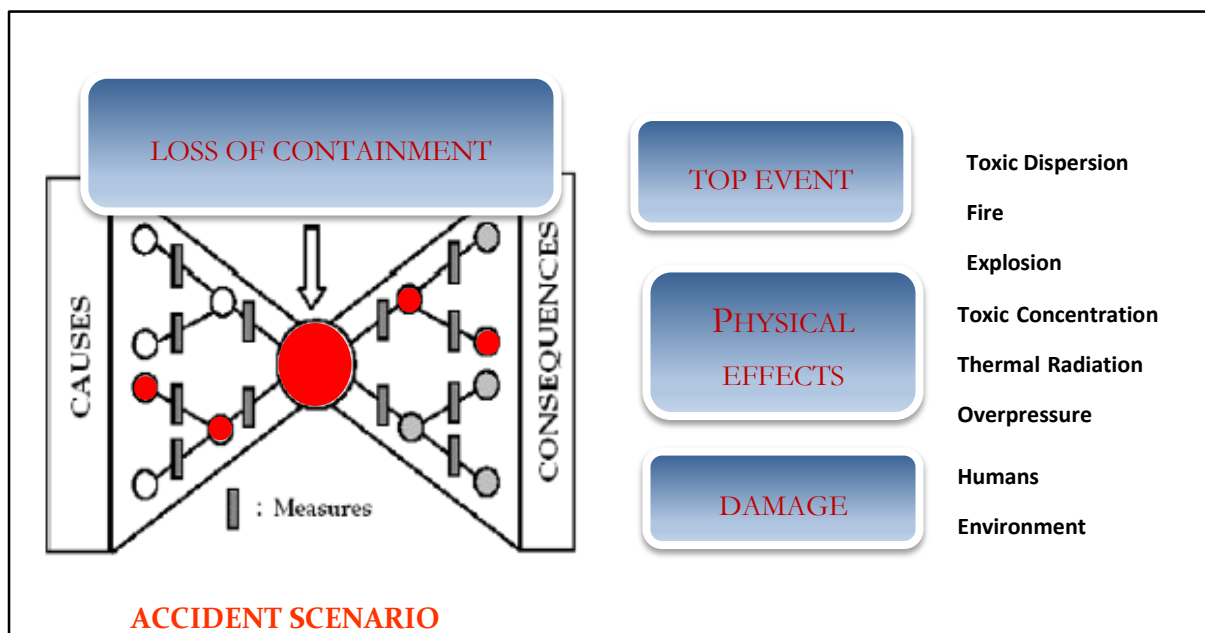 LOSS OF CONTAINMENT
CAUSES
CONSEQUENCES
: Measures
ACCIDENT SCENARIO
TOP EVENT
Toxic Dispersion
Fire
Explosion
PHYSICAL
EFFECTS
Toxic Concentration
Thermal Radiation
Overpressure
DAMAGE
Humans
Environment